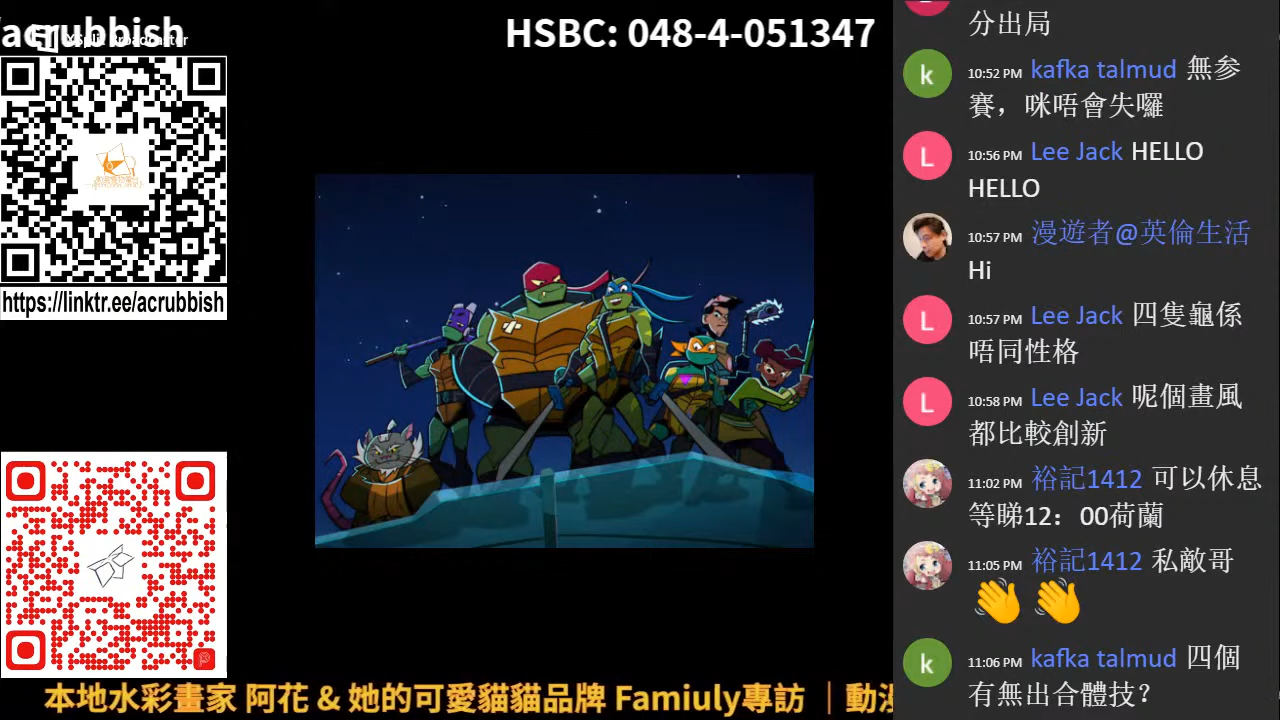 /acrubbish
XSplit Broadcaster
HSBC: 048-4-051347
https://linktr.ee/acrubbish
本地水彩畫家 阿花 & 她的可愛貓貓品牌 Famiuly專訪 ｜動漫
分出局
10:52 PM kafka talmud 無參
賽，咪唔會失囉
10:56 PM Lee Jack HELLO
HELLO
10:57 PM 漫遊者@英倫生活
Hi
10:57 PM Lee Jack 四隻龜係
唔同性格
10:58 PM Lee Jack 呢個畫風
都比較創新
11:02 PM 裕記1412 可以休息
等睇12：00荷蘭
11:05 PM 裕記1412 私敵哥
11:06 PM kafka talmud 四個
有無出合體技?
k
L
L
L
k